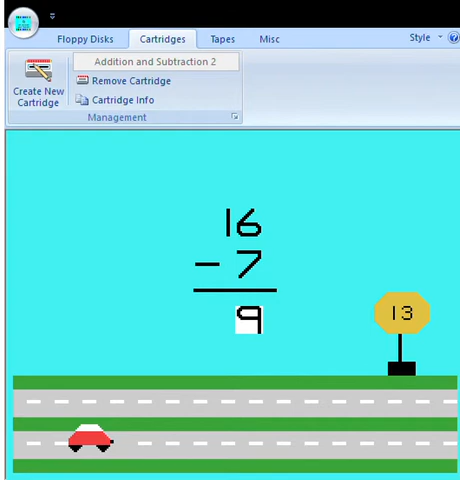 Floppy Disks Cartridges Tapes Misc Style
Addition and Subtraction 2
Create New Cartridge
Remove Cartridge
Cartridge Info
Management
16
- 7
9
13